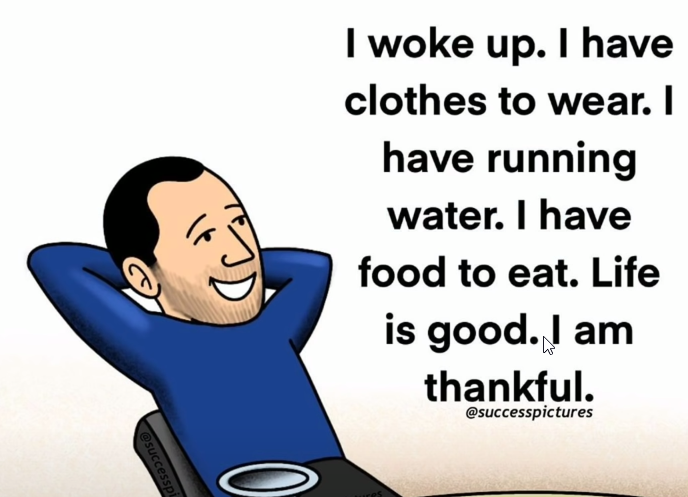 I woke up. I have
clothes to wear. I
have running
water. I have
food to eat. Life
is good. I am
thankful.
@successpictures
@successpi